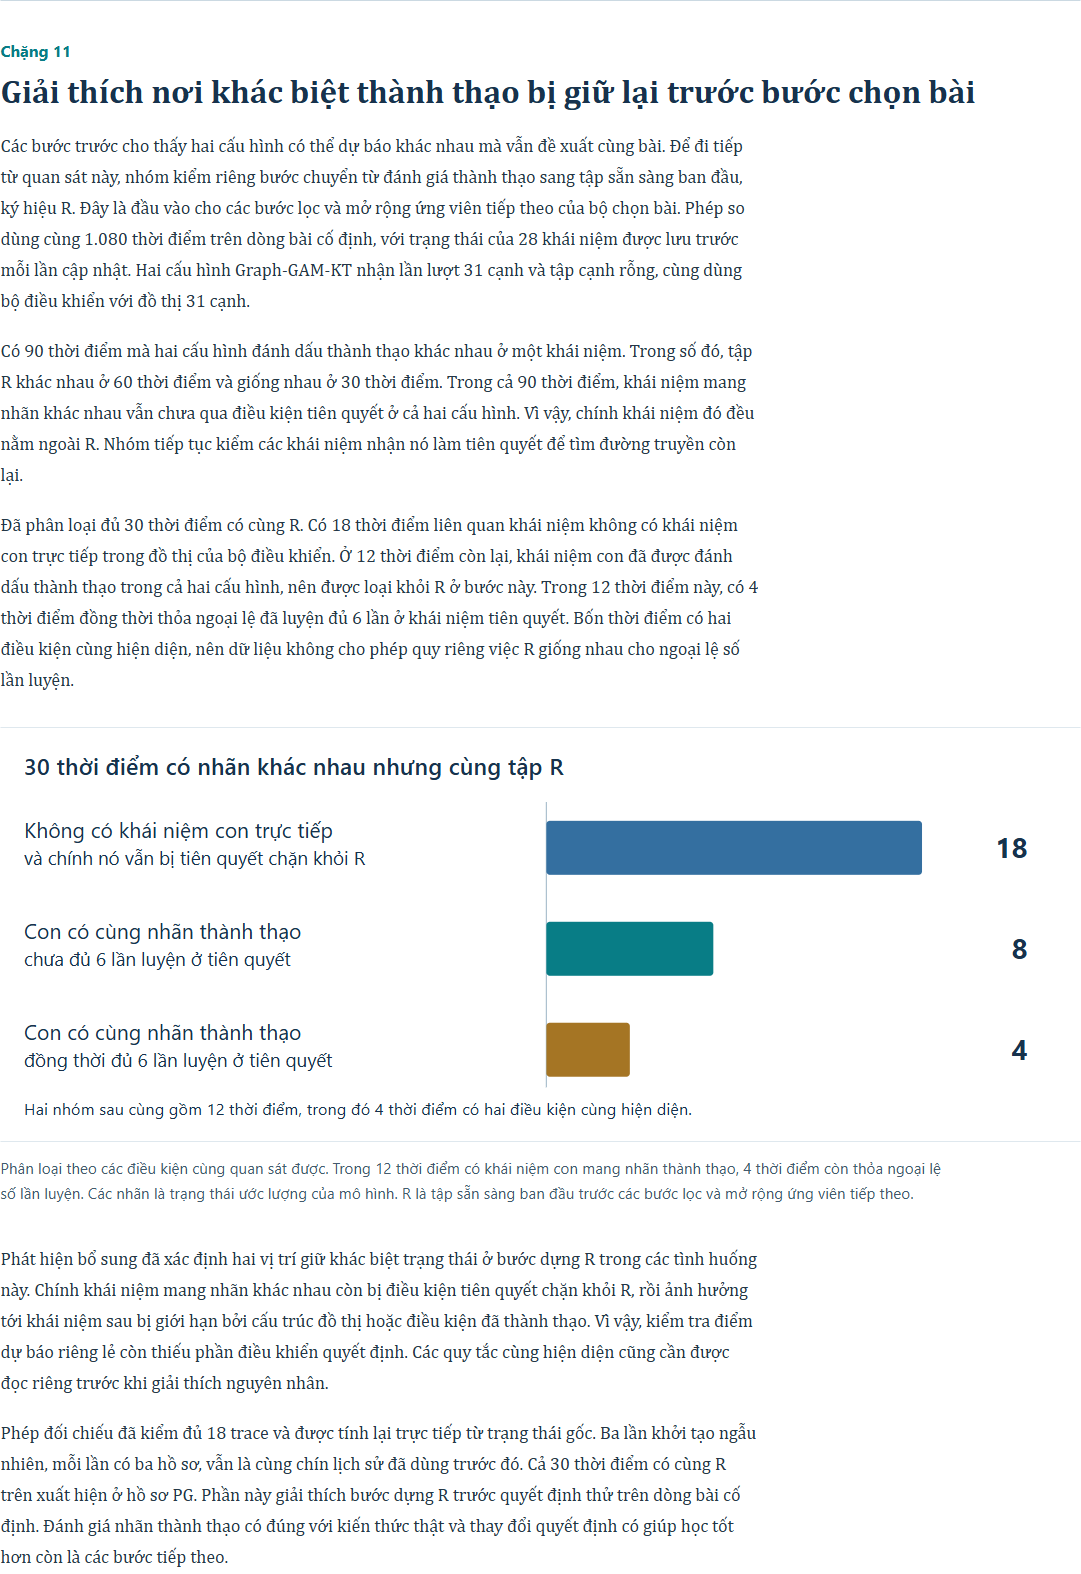 Chặng 11
Giải thích nơi khác biệt thành thạo bị giữ lại trước bước chọn bài
Các bước trước cho thấy hai cấu hình có thể dự báo khác nhau mà vẫn đề xuất cùng bài. Để đi tiếp
từ quan sát này, nhóm kiểm riêng bước chuyển từ đánh giá thành thạo sang tập sẵn sàng ban đầu,
ký hiệu R. Đây là đầu vào cho các bước lọc và mở rộng ứng viên tiếp theo của bộ chọn bài. Phép so
dùng cùng 1.080 thời điểm trên dòng bài cố định, với trạng thái của 28 khái niệm được lưu trước
mỗi lần cập nhật. Hai cấu hình Graph-GAM-KT nhận lần lượt 31 cạnh và tập cạnh rỗng, cùng dùng
bộ điều khiển với đồ thị 31 cạnh.
Có 90 thời điểm mà hai cấu hình đánh dấu thành thạo khác nhau ở một khái niệm. Trong số đó, tập
R khác nhau ở 60 thời điểm và giống nhau ở 30 thời điểm. Trong cả 90 thời điểm, khái niệm mang
nhãn khác nhau vẫn chưa qua điều kiện tiên quyết ở cả hai cấu hình. Vì vậy, chính khái niệm đó đều
nằm ngoài R. Nhóm tiếp tục kiểm các khái niệm nhận nó làm tiên quyết để tìm đường truyền còn
lại.
Đã phân loại đủ 30 thời điểm có cùng R. Có 18 thời điểm liên quan khái niệm không có khái niệm
con trực tiếp trong đồ thị của bộ điều khiển. Ở 12 thời điểm còn lại, khái niệm con đã được đánh
dấu thành thạo trong cả hai cấu hình, nên được loại khỏi R ở bước này. Trong 12 thời điểm này, có 4
thời điểm đồng thời thỏa ngoại lệ đã luyện đủ 6 lần ở khái niệm tiên quyết. Bốn thời điểm có hai
điều kiện cùng hiện diện, nên dữ liệu không cho phép quy riêng việc R giống nhau cho ngoại lệ số
lần luyện.
30 thời điểm có nhãn khác nhau nhưng cùng tập R
Không có khái niệm con trực tiếp
và chính nó vẫn bị tiên quyết chặn khỏi R
18
Con có cùng nhãn thành thạo
chưa đủ 6 lần luyện ở tiên quyết
8
Con có cùng nhãn thành thạo
đồng thời đủ 6 lần luyện ở tiên quyết
4
Hai nhóm sau cùng gồm 12 thời điểm, trong đó 4 thời điểm có hai điều kiện cùng hiện diện.
Phân loại theo các điều kiện cùng quan sát được. Trong 12 thời điểm có khái niệm con mang nhãn thành thạo, 4 thời điểm còn thỏa ngoại lệ
số lần luyện. Các nhãn là trạng thái ước lượng của mô hình. R là tập sẵn sàng ban đầu trước các bước lọc và mở rộng ứng viên tiếp theo.
Phát hiện bổ sung đã xác định hai vị trí giữ khác biệt trạng thái ở bước dựng R trong các tình huống
này. Chính khái niệm mang nhãn khác nhau còn bị điều kiện tiên quyết chặn khỏi R, rồi ảnh hưởng
tới khái niệm sau bị giới hạn bởi cấu trúc đồ thị hoặc điều kiện đã thành thạo. Vì vậy, kiểm tra điểm
dự báo riêng lẻ còn thiếu phần điều khiển quyết định. Các quy tắc cùng hiện diện cũng cần được
đọc riêng trước khi giải thích nguyên nhân.
Phép đối chiếu đã kiểm đủ 18 trace và được tính lại trực tiếp từ trạng thái gốc. Ba lần khởi tạo ngẫu
nhiên, mỗi lần có ba hồ sơ, vẫn là cùng chín lịch sử đã dùng trước đó. Cả 30 thời điểm có cùng R
trên xuất hiện ở hồ sơ PG. Phần này giải thích bước dựng R trước quyết định thử trên dòng bài cố
định. Đánh giá nhãn thành thạo có đúng với kiến thức thật và thay đổi quyết định có giúp học tốt
hơn còn là các bước tiếp theo.